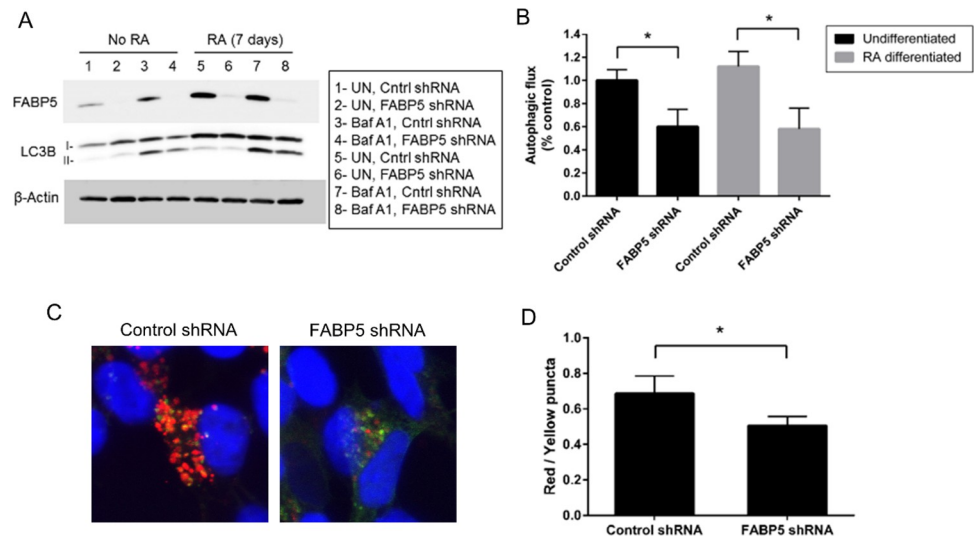 A
No RA
RA (7 days)
1 2 3 4 5 6 7 8
FABP5
LC3B
I-
II-
β-Actin
1- UN, Cntrl shRNA
2- UN, FABP5 shRNA
3- Baf A1, Cntrl shRNA
4- Baf A1, FABP5 shRNA
5- UN, Cntrl shRNA
6- UN, FABP5 shRNA
7- Baf A1, Cntrl shRNA
8- Baf A1, FABP5 shRNA
B
Autophagic flux
(% control)
1.4
1.2
1.0
0.8
0.6
0.4
0.2
0.0
*
*
Control shRNA
FABP5 shRNA
Control shRNA
FABP5 shRNA
Undifferentiated
RA differentiated
C
Control shRNA
FABP5 shRNA
D
Red / Yellow puncta
1.0
0.8
0.6
0.4
0.2
0.0
*
Control shRNA
FABP5 shRNA